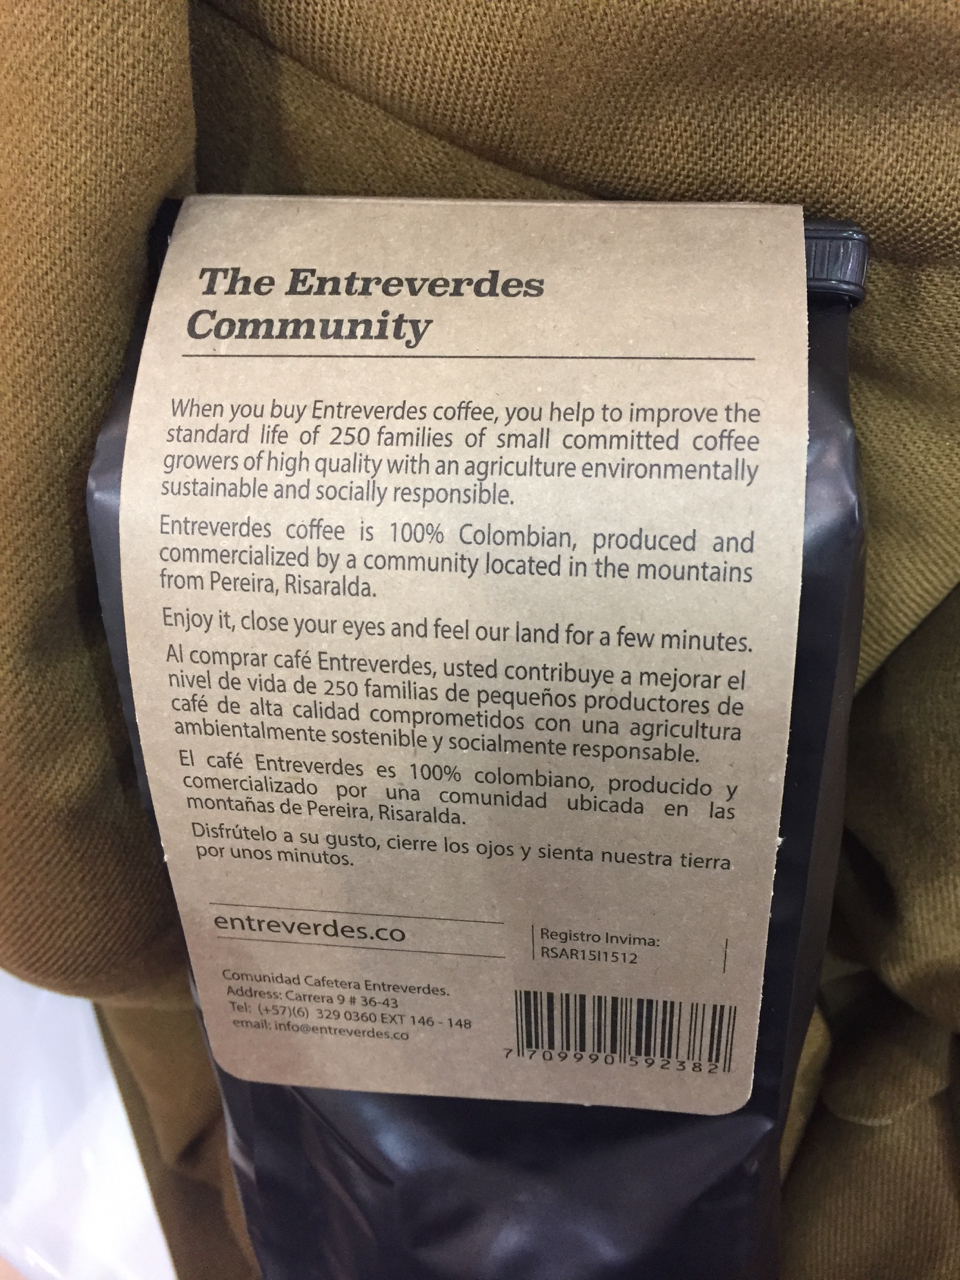 The Entreverdes
Community
When you buy Entreverdes coffee, you help to improve the
standard life of 250 families of small committed coffee
growers of high quality with an agriculture environmentally
sustainable and socially responsible.
Entreverdes coffee is 100% Colombian, produced and
commercialized by a community located in the mountains
from Pereira, Risaralda.
Enjoy it, close your eyes and feel our land for a few minutes.
Al comprar café Entreverdes, usted contribuye a mejorar el
nivel de vida de 250 familias de pequeños productores de
café de alta calidad comprometidos con una agricultura
ambientalmente sostenible y socialmente responsable.
El café Entreverdes es 100% colombiano, producido y
comercializado por una comunidad ubicada en las
montañas de Pereira, Risaralda.
Disfrútelo a su gusto, cierre los ojos y sienta nuestra tierra
por unos minutos.
entreverdes.co
Registro Invima:
RSAR15I1512
Comunidad Cafetera Entreverdes.
Address: Carrera 9 # 36-43
Tel: (+57)(6) 329 0360 EXT 146 - 148
email: info@entreverdes.co
7 709990 592382